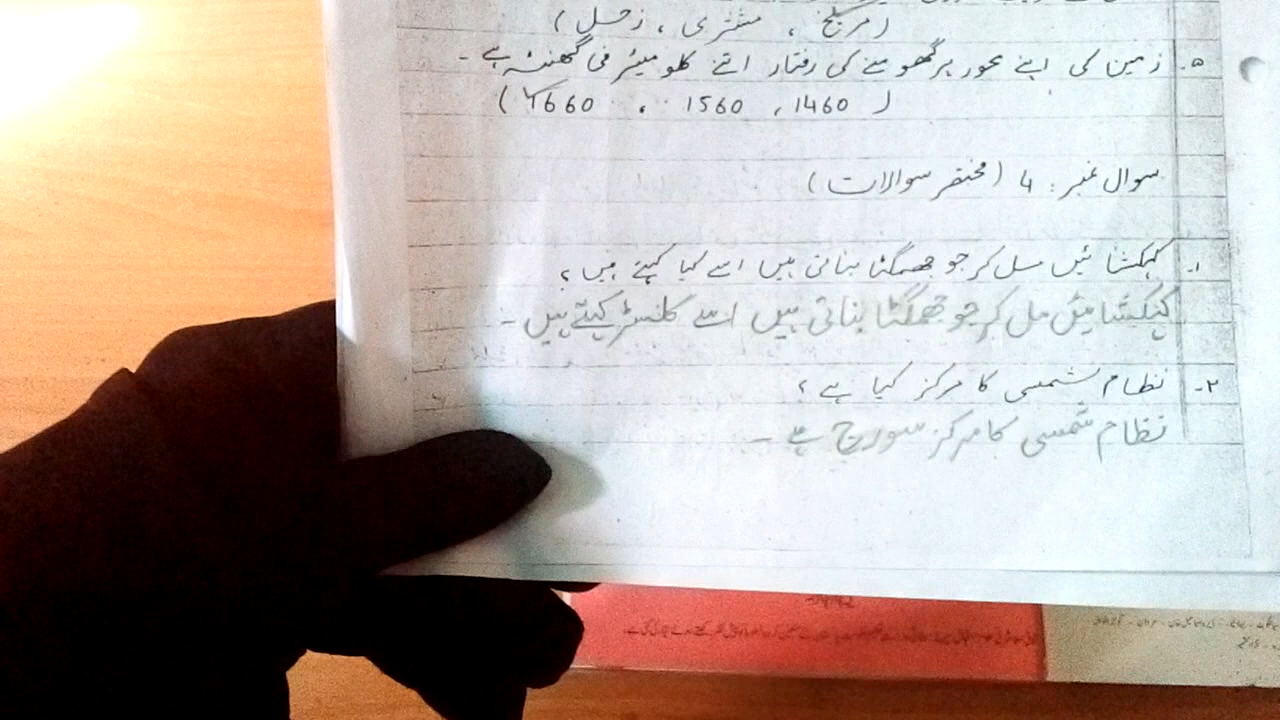 (مریخ ، مشتری ، زحل)
۵۔ زمین کی اپنے محور پر گھومنے کی رفتار اتنے کلو میٹر فی گھنٹہ ہے ۔
(1460 ، 1560 ، 1660)
سوال نمبر: 4 (مختصر سوالات)
۱۔ کہکشائیں مل کر جو جھمگٹا بناتی ہیں اسے کیا کہتے ہیں ؟
کہکشائیں مل کر جو جھمگٹا بناتی ہیں اسے کلسٹر کہتے ہیں ۔
۲۔ نظام شمسی کا مرکز کیا ہے ؟
نظام شمسی کا مرکز سورج ہے ۔